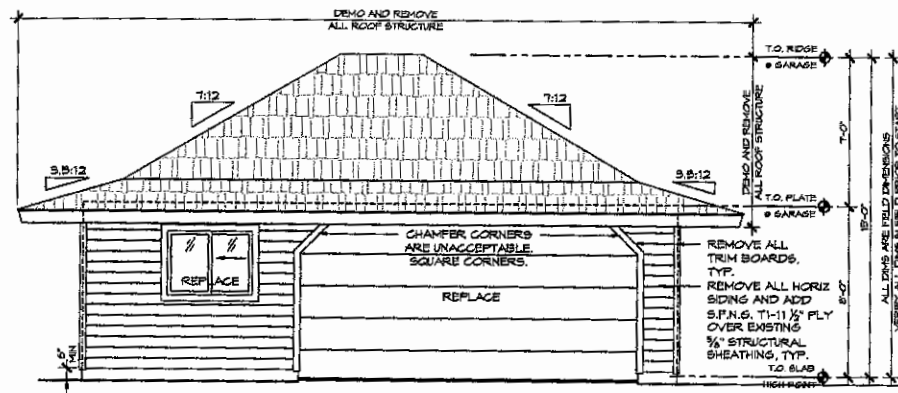 DEMO AND REMOVE
ALL ROOF STRUCTURE
T.O. RIDGE
@ GARAGE
7:12
7:12
3.5:12
3.5:12
DEMO AND REMOVE
ALL ROOF STRUCTURE
7'-0"
15'-0"
ALL DIMS ARE FIELD DIMENSIONS
T.O. PLATE
@ GARAGE
CHAMFER CORNERS
ARE UNACCEPTABLE.
SQUARE CORNERS.
REPLACE
REPLACE
REMOVE ALL
TRIM BOARDS,
TYP.
REMOVE ALL HORIZ
SIDING AND ADD
S.P.N.G. T1-11 ½" PLY
OVER EXISTING
⅝" STRUCTURAL
SHEATHING, TYP.
8'-0"
6"
MIN
T.O. SLAB
HIGH POINT